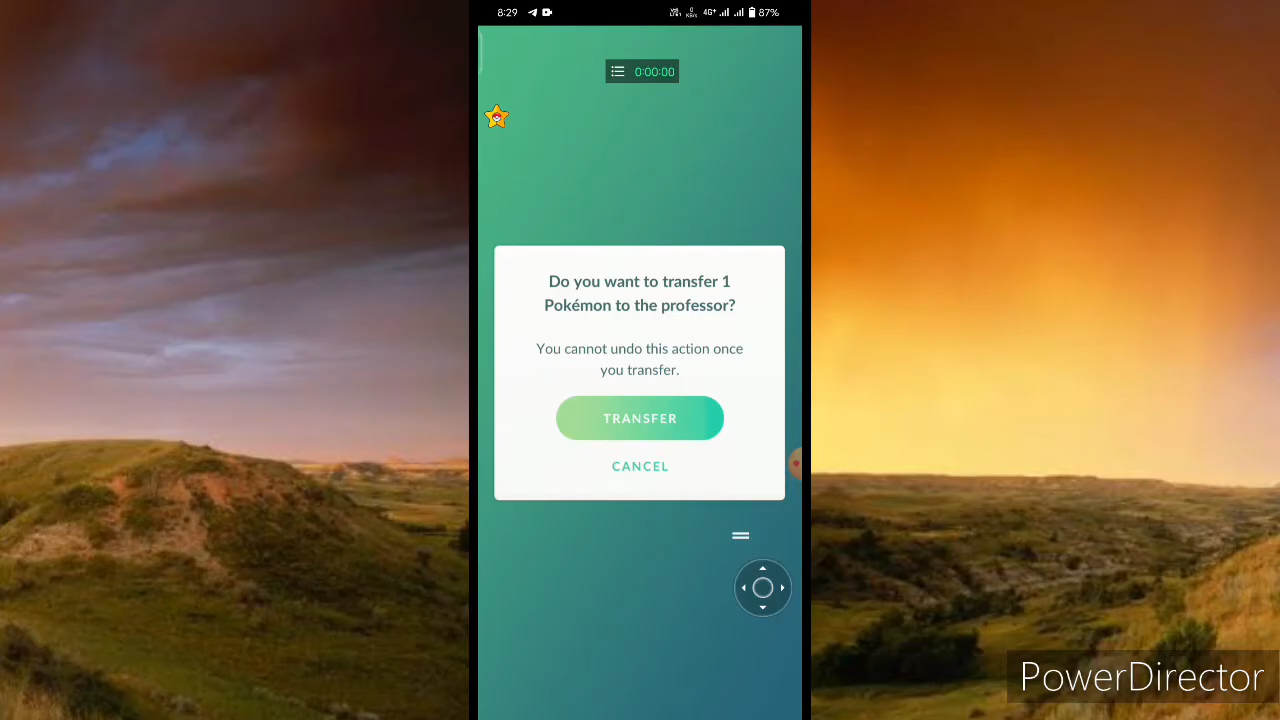 8:29
4G+
87%
0:00:00
Do you want to transfer 1
Pokémon to the professor?
You cannot undo this action once
you transfer.
TRANSFER
CANCEL
PowerDirector